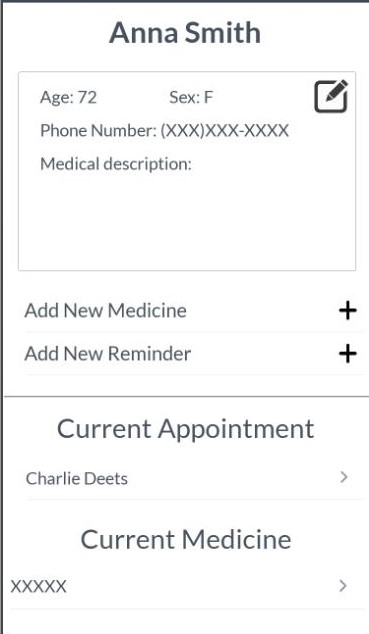 Anna Smith
Age: 72 Sex: F
Phone Number: (XXX)XXX-XXXX
Medical description:
Add New Medicine
Add New Reminder
Current Appointment
Charlie Deets
Current Medicine
XXXXX